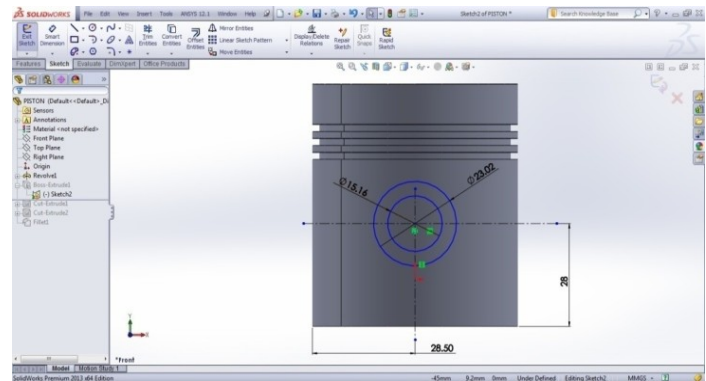 SOLIDWORKS File Edit View Insert Tools ANSYS 12.1 Window Help Sketch2 of PISTON * Search Knowledge Base
Exit Sketch Smart Dimension Trim Entities Convert Entities Offset Entities Mirror Entities Linear Sketch Pattern Move Entities Display/Delete Relations Repair Sketch Quick Snaps Rapid Sketch
Features Sketch Evaluate DimXpert Office Products
PISTON (Default<<Default>_Di
Sensors
Annotations
Material <not specified>
Front Plane
Top Plane
Right Plane
Origin
Revolve1
Boss-Extrude1
(-) Sketch2
Cut-Extrude1
Cut-Extrude2
Fillet1
Ø15.16
Ø23.02
28
28.50
*Front
Model Motion Study 1
SolidWorks Premium 2013 x64 Edition -45mm 9.2mm 0mm Under Defined Editing Sketch2 MMGS